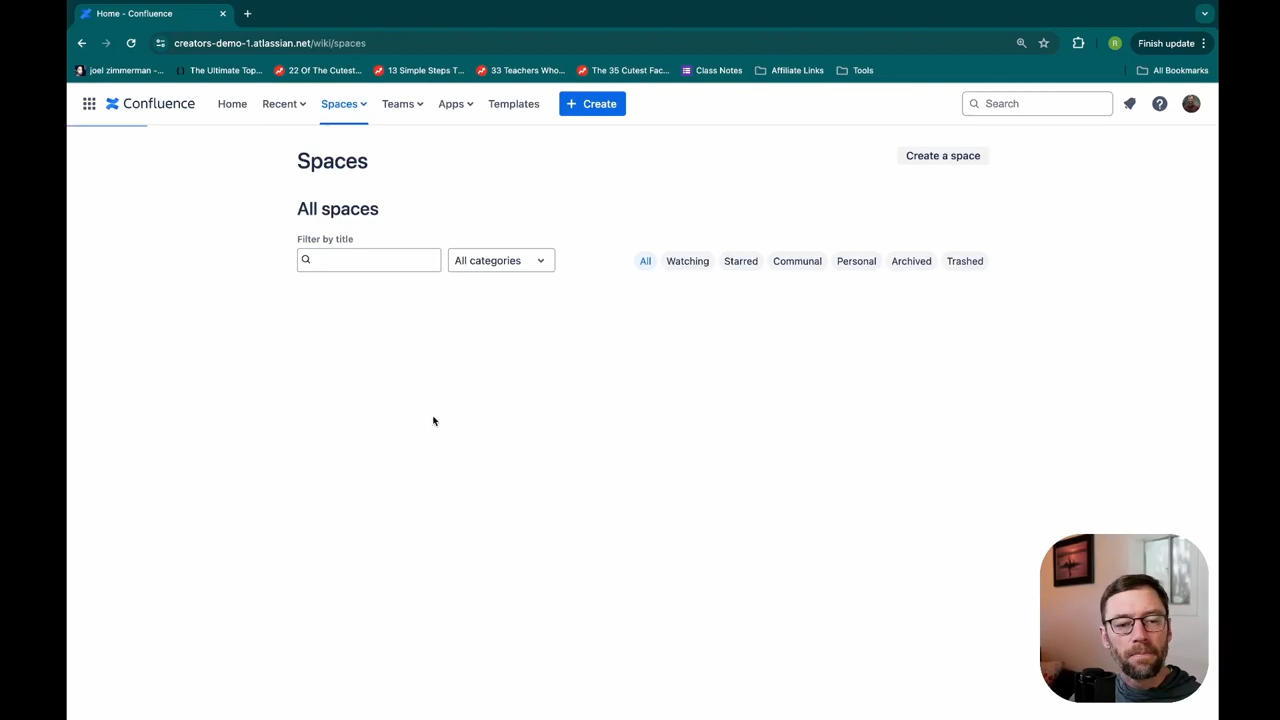 Home - Confluence
creators-demo-1.atlassian.net/wiki/spaces
R
Finish update
joel zimmerman -...
The Ultimate Top...
22 Of The Cutest...
13 Simple Steps T...
33 Teachers Who...
The 35 Cutest Fac...
Class Notes
Affiliate Links
Tools
All Bookmarks
Confluence
Home
Recent
Spaces
Teams
Apps
Templates
+ Create
Search
Spaces
Create a space
All spaces
Filter by title
All categories
All
Watching
Starred
Communal
Personal
Archived
Trashed